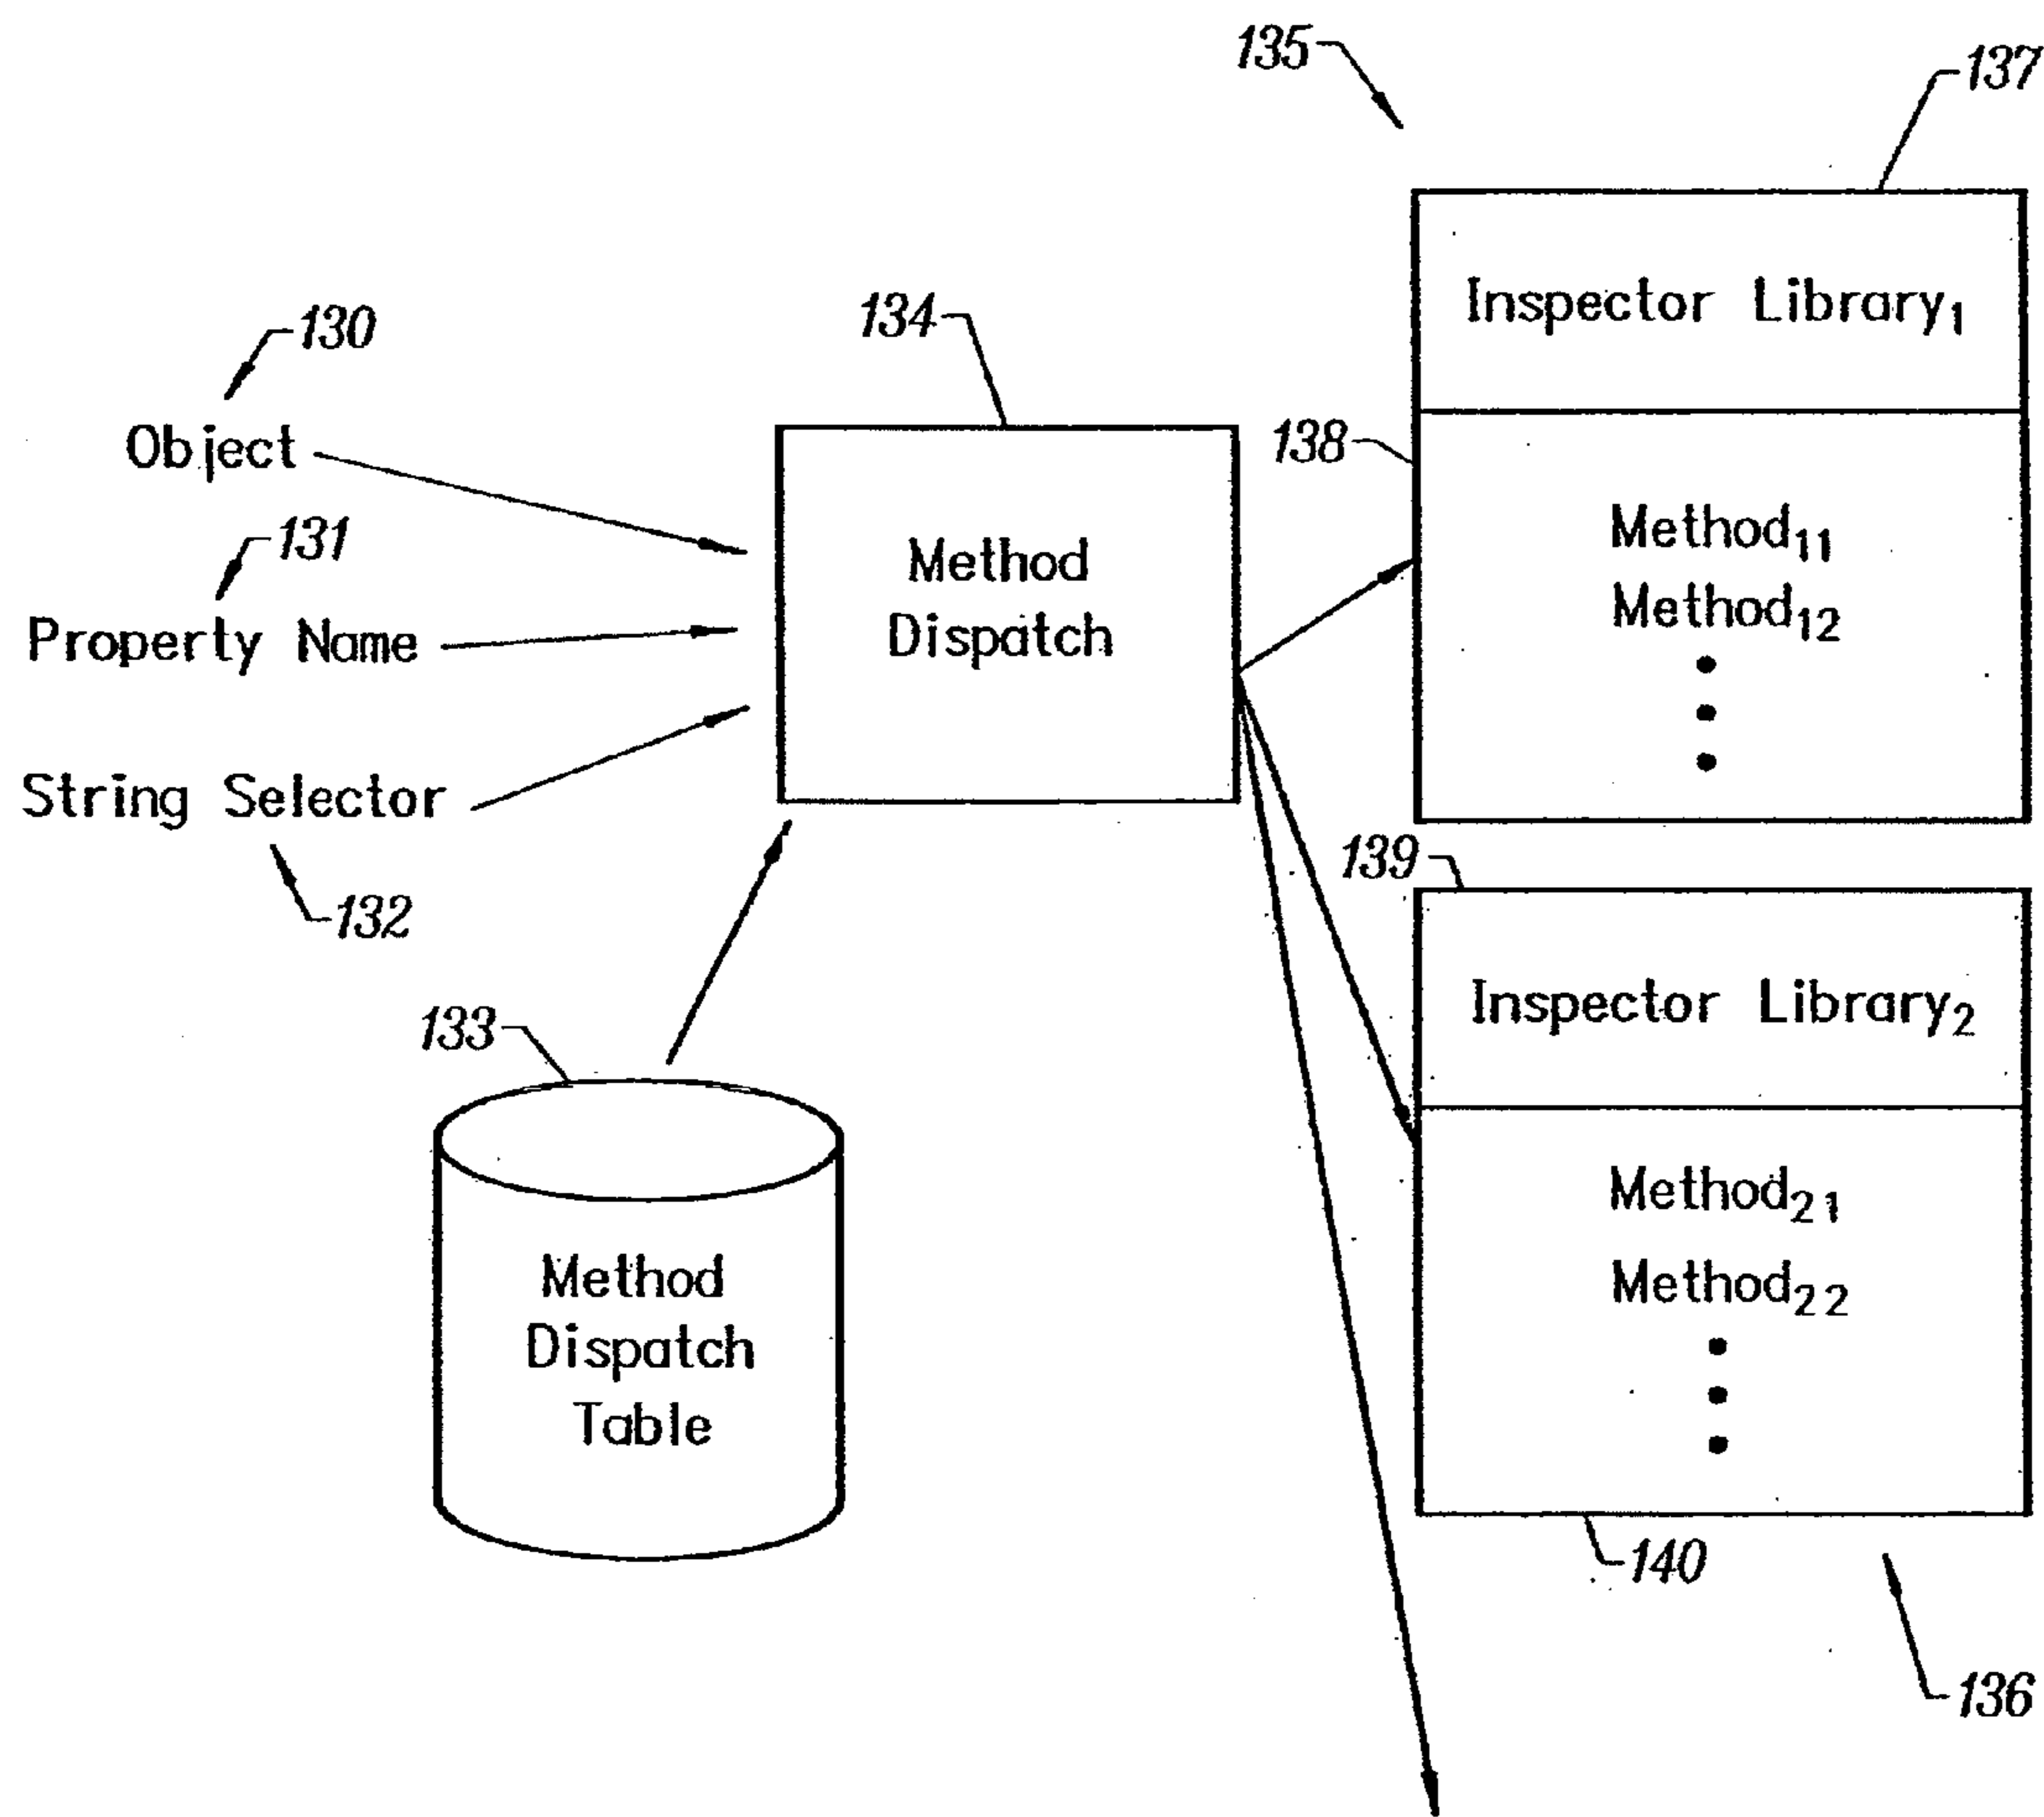 135
137
Inspector Library₁
130
134
Object
138
131
Method
Dispatch
Method₁₁
Method₁₂
Property Name
String Selector
132
139
Inspector Library₂
133
Method₂₁
Method₂₂
Method
Dispatch
Table
140
136